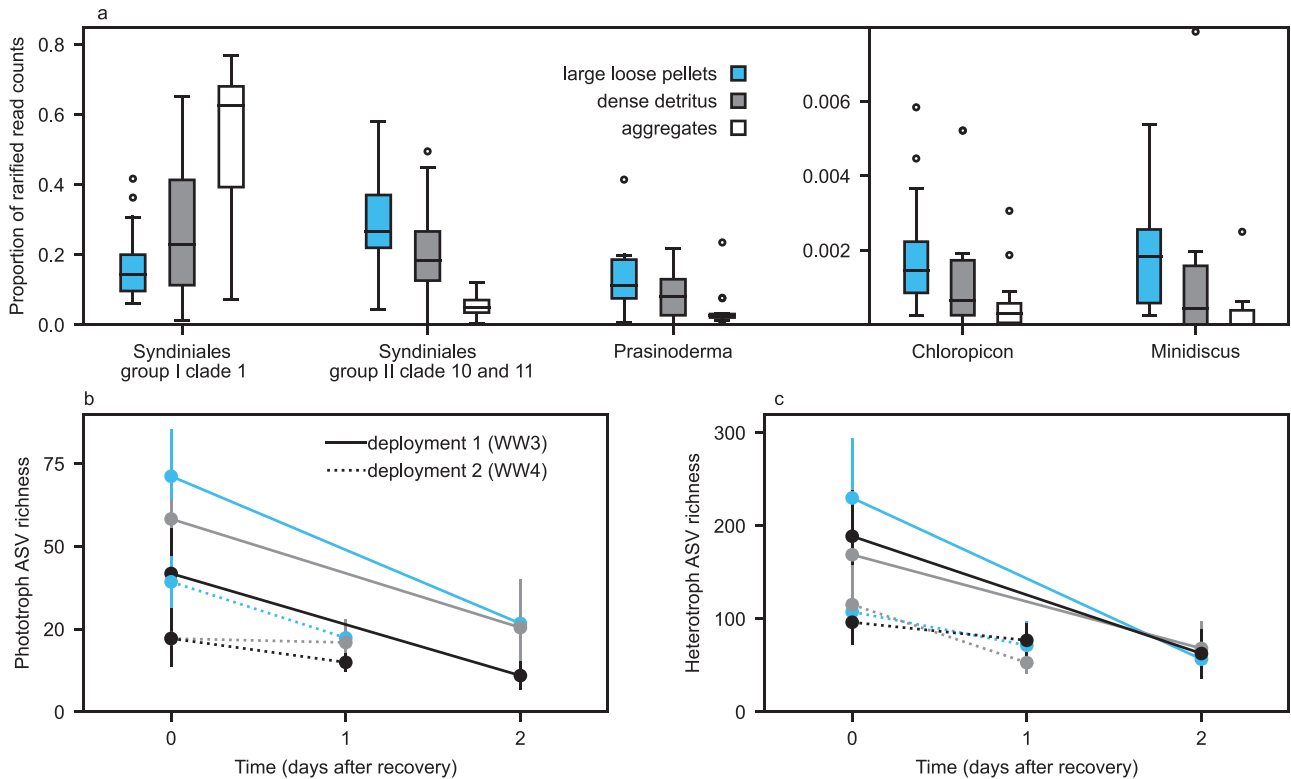 a
Proportion of rarified read counts
0.8
0.6
0.4
0.2
0.0
large loose pellets
dense detritus
aggregates
0.006
0.004
0.002
Syndiniales
group I clade 1
Syndiniales
group II clade 10 and 11
Prasinoderma
Chloropicon
Minidiscus
b
Phototroph ASV richness
75
50
20
0
deployment 1 (WW3)
deployment 2 (WW4)
0
1
2
Time (days after recovery)
c
Heterotroph ASV richness
300
200
100
0
0
1
2
Time (days after recovery)